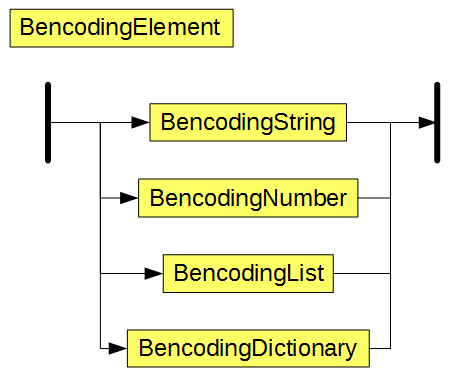 BencodingElement
BencodingString
BencodingNumber
BencodingList
BencodingDictionary